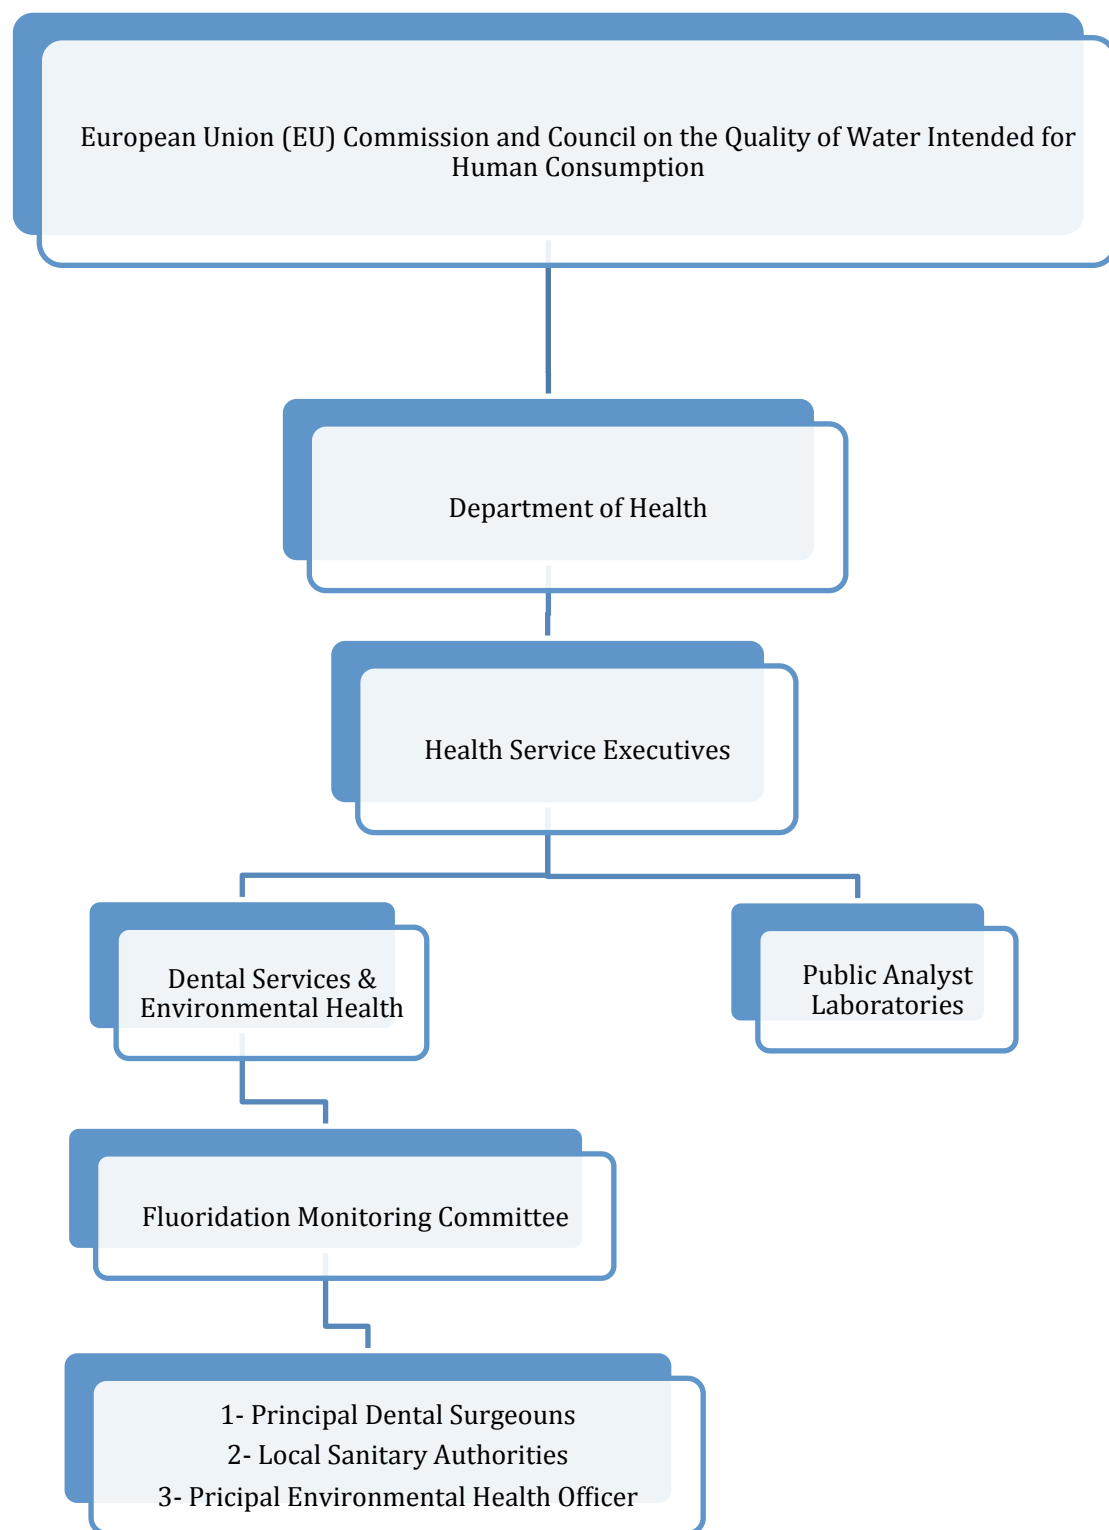 European Union (EU) Commission and Council on the Quality of Water Intended for
Human Consumption
Department of Health
Health Service Executives
Dental Services &
Environmental Health
Public Analyst
Laboratories
Fluoridation Monitoring Committee
1- Principal Dental Surgeouns
2- Local Sanitary Authorities
3- Pricipal Environmental Health Officer